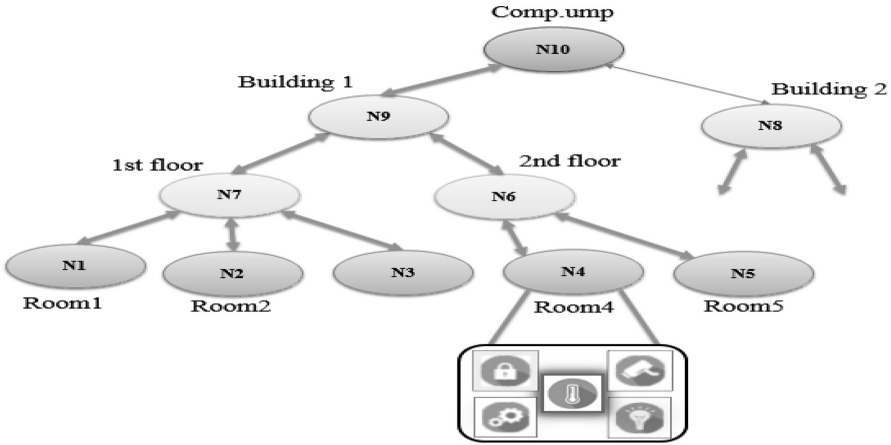 Comp.ump
N10
Building 1
Building 2
N9
N8
1st floor
2nd floor
N7
N6
N1
N2
N3
N4
N5
Room1
Room2
Room4
Room5